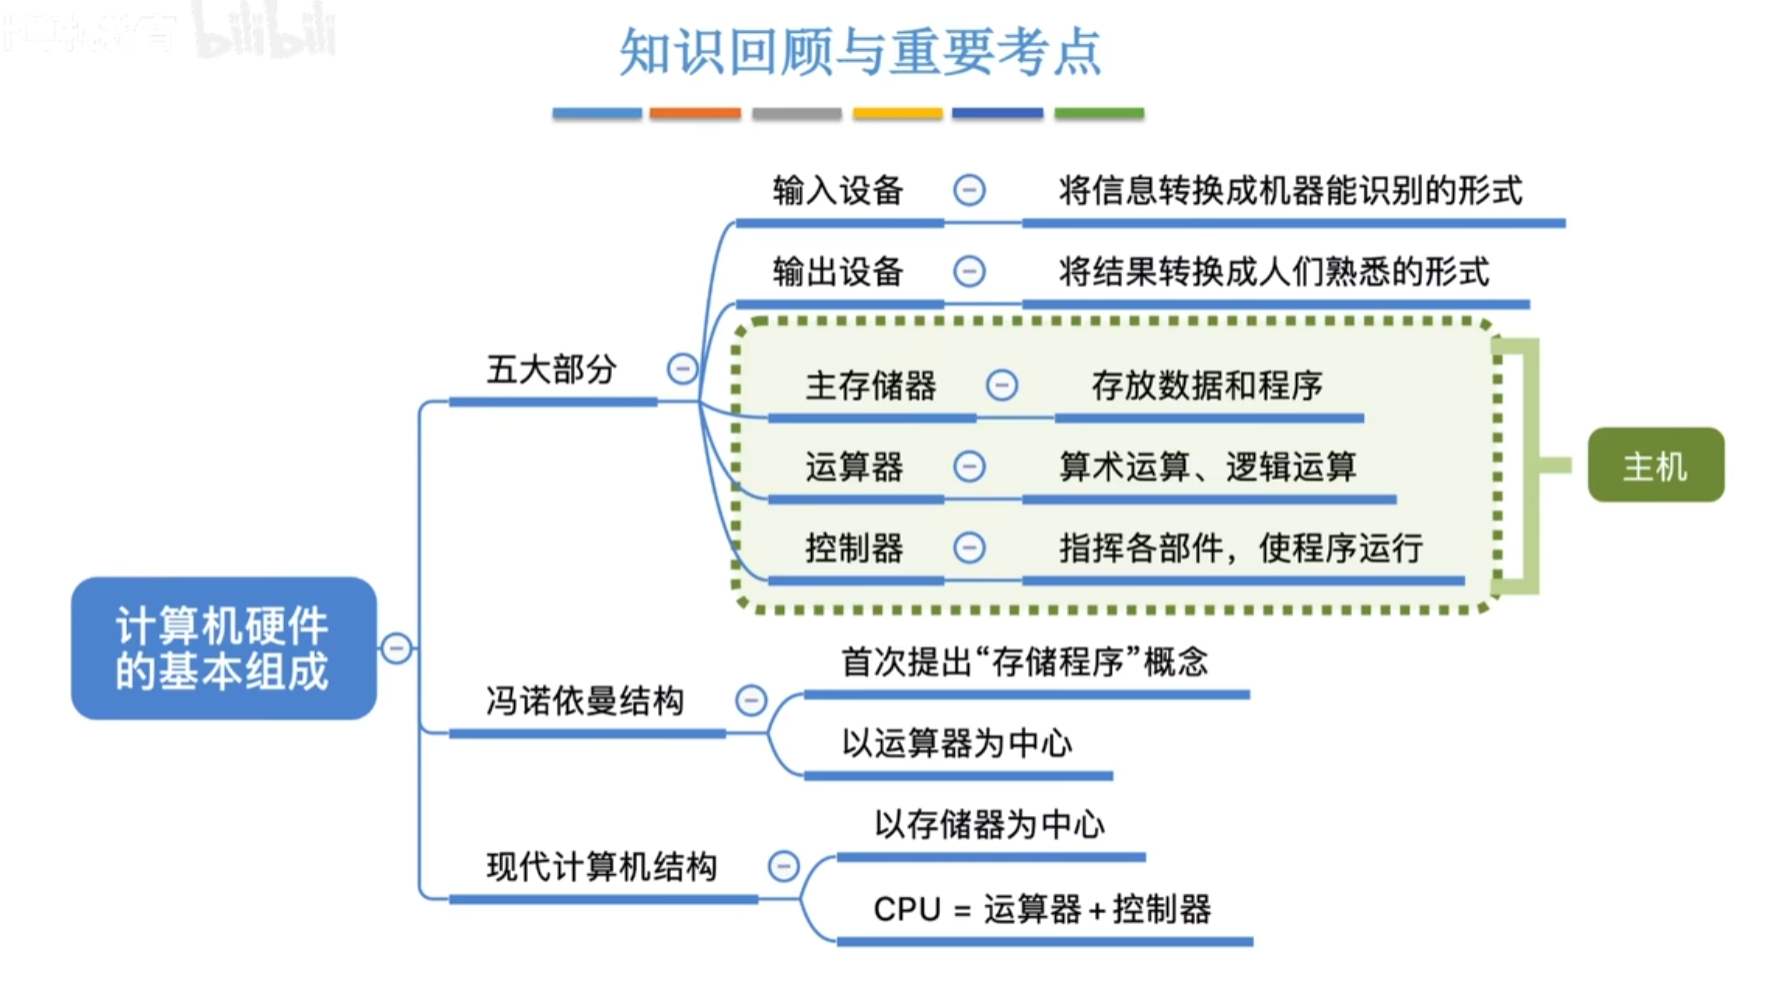 bilibili
知识回顾与重要考点
输入设备
将信息转换成机器能识别的形式
输出设备
将结果转换成人们熟悉的形式
五大部分
主存储器
存放数据和程序
运算器
算术运算、逻辑运算
主机
控制器
指挥各部件，使程序运行
计算机硬件
的基本组成
首次提出“存储程序”概念
冯诺依曼结构
以运算器为中心
以存储器为中心
现代计算机结构
CPU = 运算器+控制器